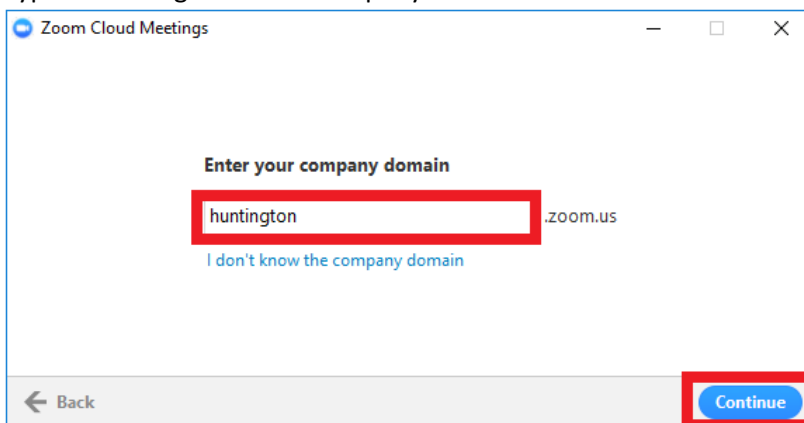 Zoom Cloud Meetings
Enter your company domain
huntington .zoom.us
I don't know the company domain
Back Continue